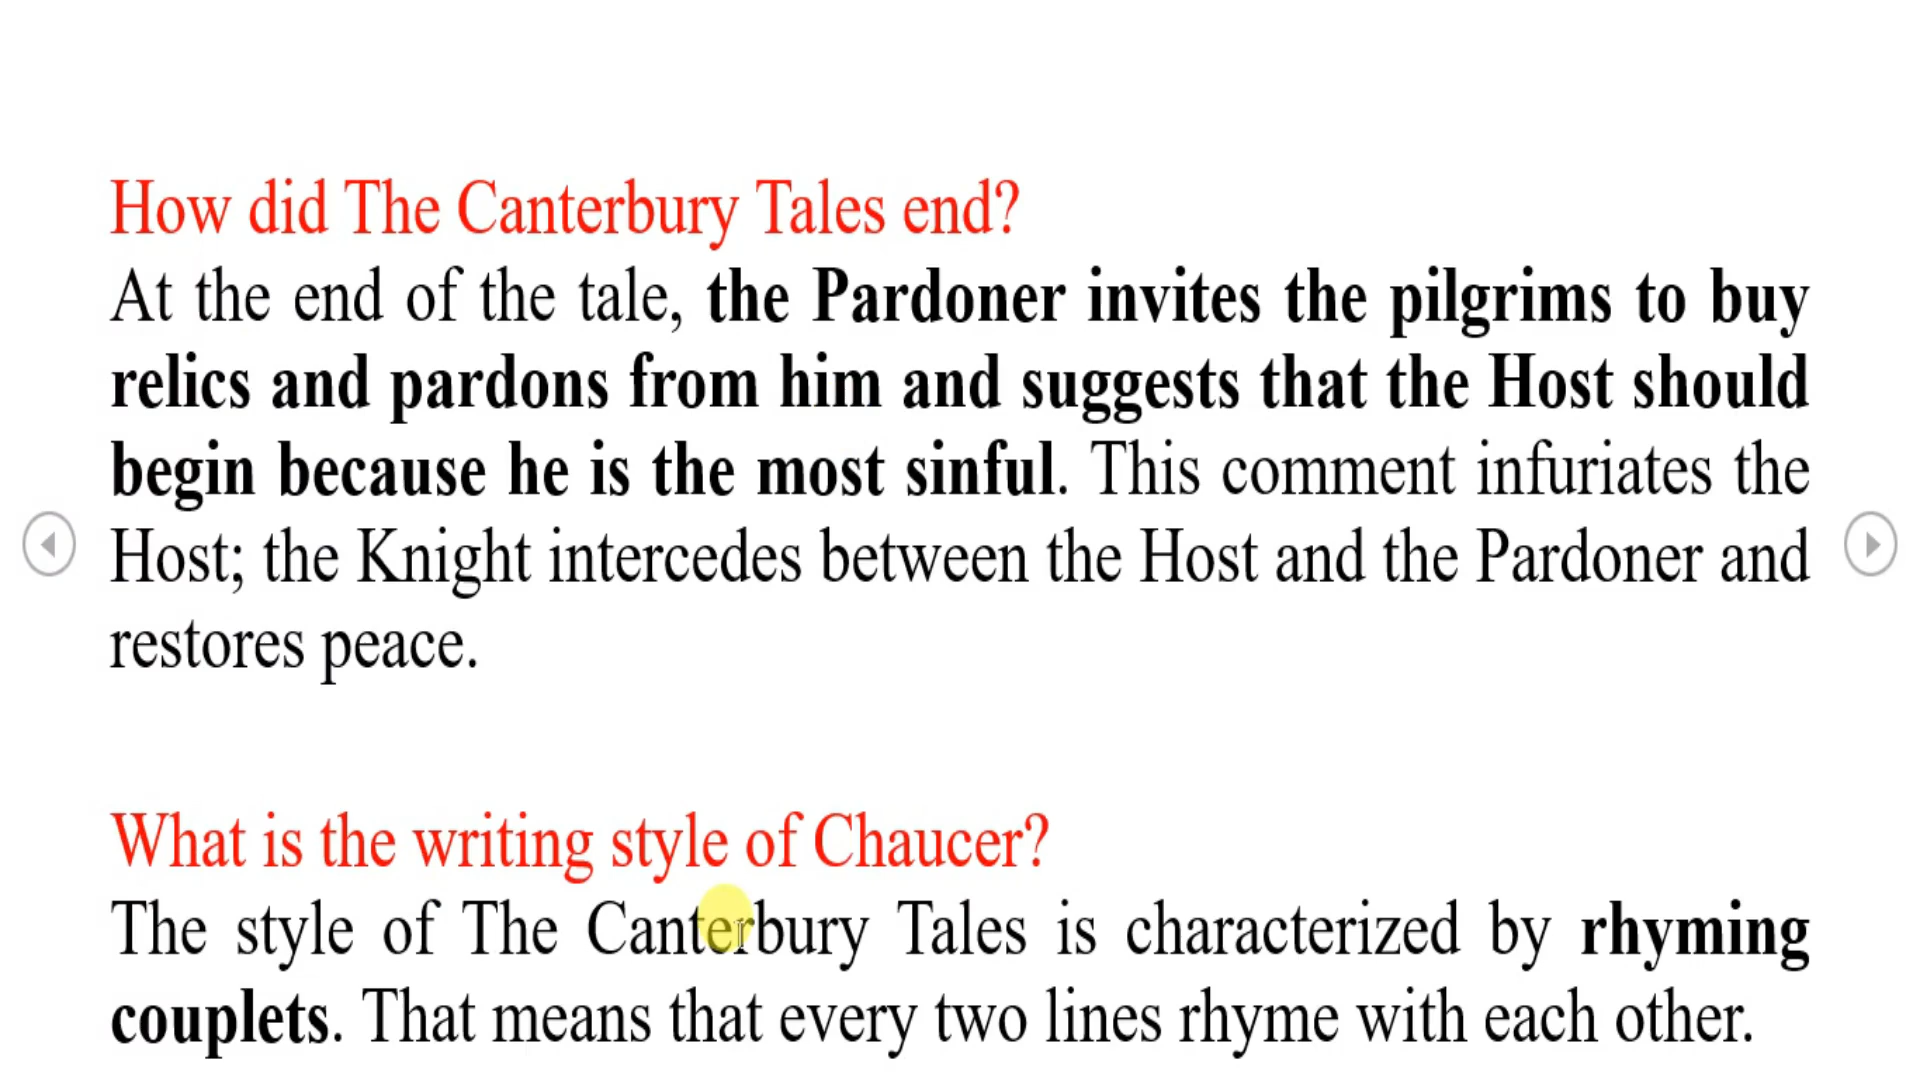 How did The Canterbury Tales end?
At the end of the tale, the Pardoner invites the pilgrims to buy
relics and pardons from him and suggests that the Host should
begin because he is the most sinful. This comment infuriates the
Host; the Knight intercedes between the Host and the Pardoner and
restores peace.
What is the writing style of Chaucer?
The style of The Canterbury Tales is characterized by rhyming
couplets. That means that every two lines rhyme with each other.